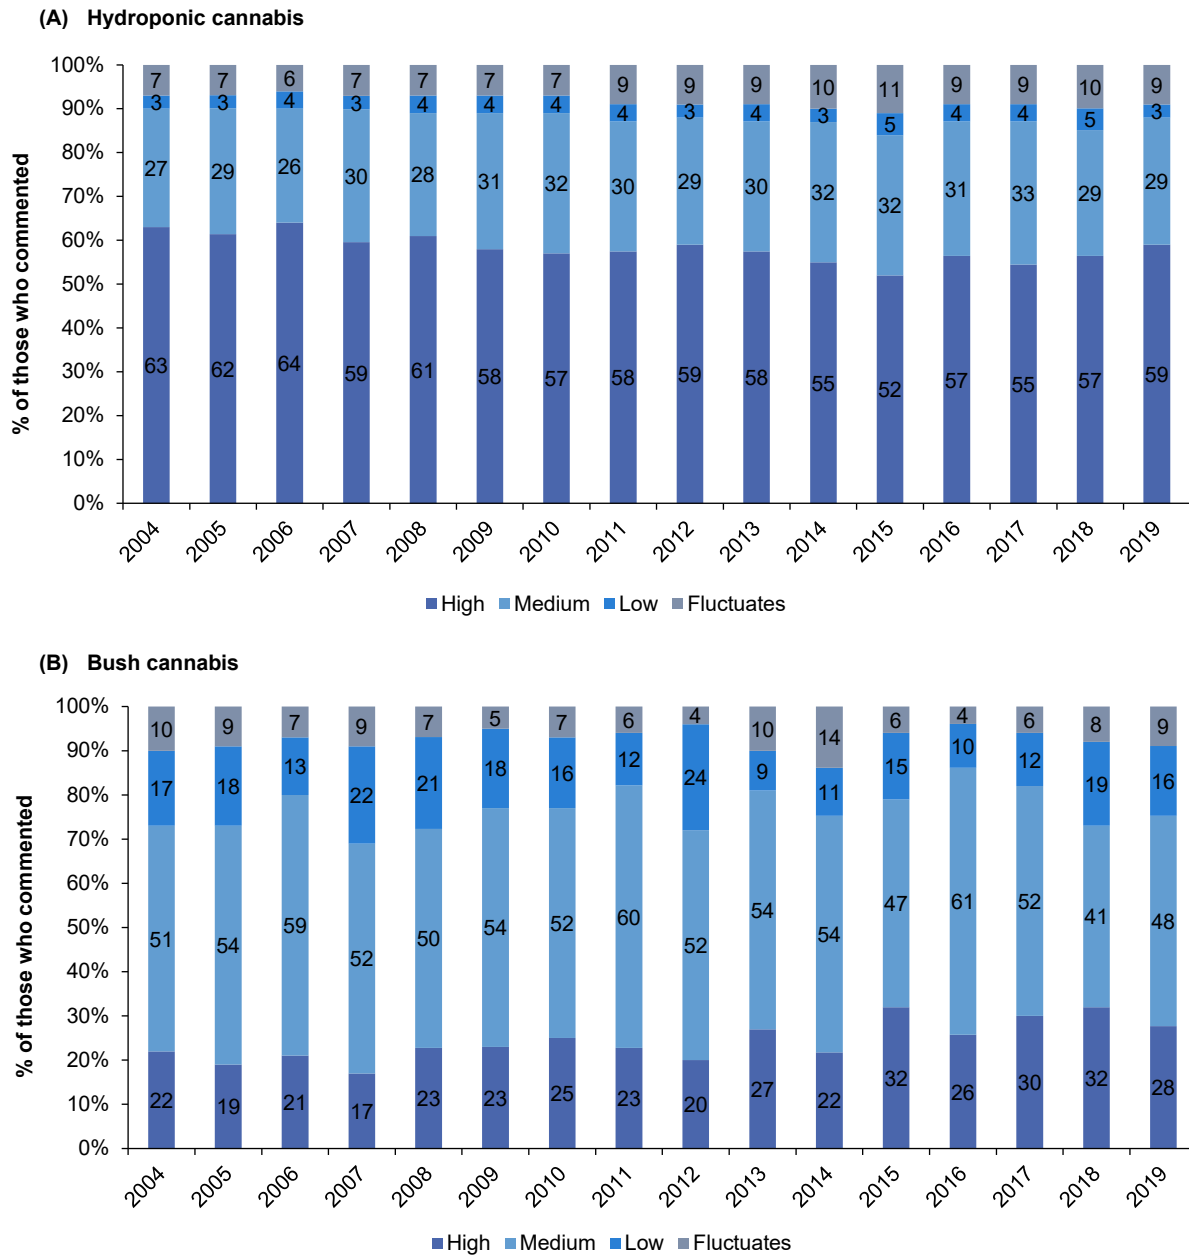 (A) Hydroponic cannabis
% of those who commented
100%
90%
80%
70%
60%
50%
40%
30%
20%
10%
0%
7 7 6 7 7 7 7 9 9 9 10 11 9 9 10 9
3 3 4 3 4 4 4 4 3 4 3 5 4 4 5 3
27 29 26 30 28 31 32 30 29 30 32 32 31 33 29 29
63 62 64 59 61 58 57 58 59 58 55 52 57 55 57 59
2004 2005 2006 2007 2008 2009 2010 2011 2012 2013 2014 2015 2016 2017 2018 2019
High Medium Low Fluctuates
(B) Bush cannabis
% of those who commented
100%
90%
80%
70%
60%
50%
40%
30%
20%
10%
0%
10 9 7 9 7 5 7 6 4 10 14 6 4 6 8 9
17 18 13 22 21 18 16 12 24 9 11 15 10 12 19 16
51 54 59 52 50 54 52 60 52 54 54 47 61 52 41 48
22 19 21 17 23 23 25 23 20 27 22 32 26 30 32 28
2004 2005 2006 2007 2008 2009 2010 2011 2012 2013 2014 2015 2016 2017 2018 2019
High Medium Low Fluctuates